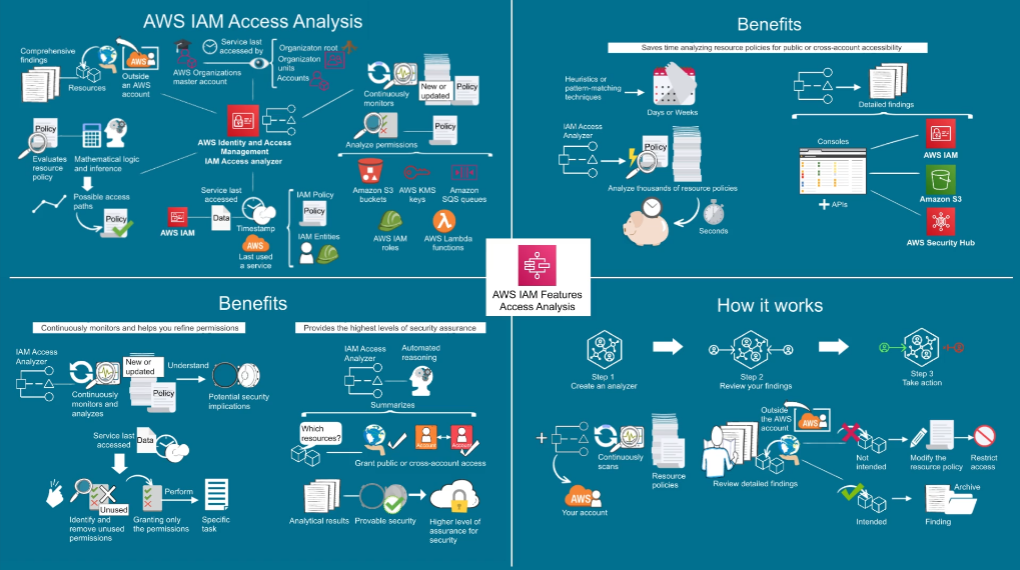 AWS IAM Access Analysis
Comprehensive
findings
Resources
AWS
Outside
an AWS
account
AWS Organizations
master account
Service last
accessed by
Organizaton root
Organizaton
units
Accounts
Continuously
monitors
New or
updated
Policy
Policy
Evaluates
resource
policy
Mathematical logic
and inference
Possible access
paths
Policy
AWS Identity and Access
Management
IAM Access analyzer
Analyze permissions
Policy
Amazon S3
buckets
AWS KMS
keys
Amazon
SQS queues
AWS IAM
roles
AWS Lambda
functions
AWS IAM
Service last
accessed
Data
Timestamp
AWS
Last used
a service
IAM Policy
Policy
IAM Entities
Benefits
Saves time analyzing resource policies for public or cross-account accessibility
Heuristics or
pattern-matching
techniques
Days or Weeks
IAM Access
Analyzer
Policy
Analyze thousands of resource policies
Seconds
Detailed findings
Consoles
+ APIs
AWS IAM
Amazon S3
AWS Security Hub
AWS IAM Features
Access Analysis
Benefits
Continuously monitors and helps you refine permissions
IAM Access
Analyzer
Continuously
monitors and
analyzes
New or
updated
Policy
Understand
Potential security
implications
Service last
accessed
Data
Unused
Identify and
remove unused
permissions
Perform
Granting only
the permissions
Specific
task
Provides the highest levels of security assurance
IAM Access
Analyzer
Automated
reasoning
Summarizes
Which
resources?
Account
Account
Grant public or cross-account access
Analytical results
Provable security
Higher level of
assurance for
security
How it works
Step 1
Create an analyzer
Step 2
Review your findings
Step 3
Take action
+
Continuously
scans
AWS
Your account
Resource
policies
Outside
the AWS
account
AWS
Review detailed findings
Not
intended
Modify the
resource policy
Restrict
access
Intended
Finding
Archive